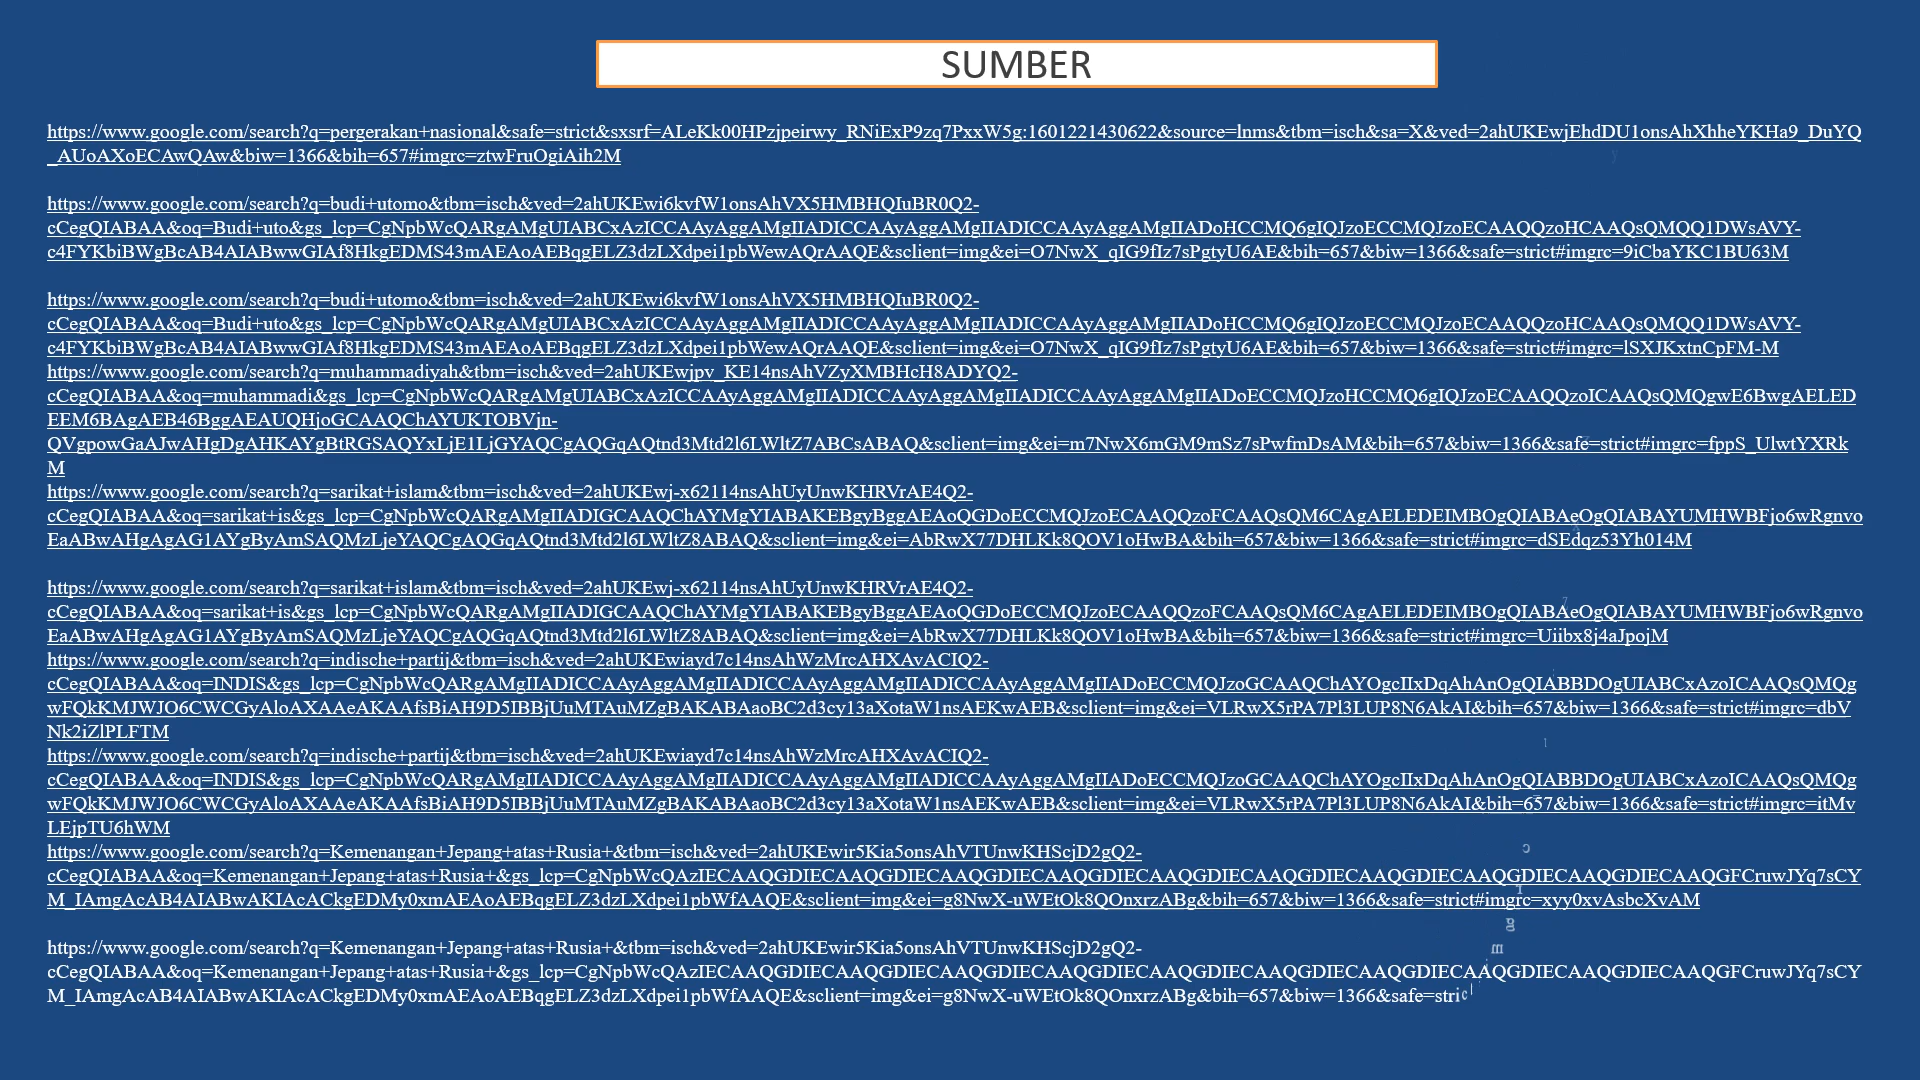 SUMBER
https://www.google.com/search?q=pergerakan+nasional&safe=strict&sxsrf=ALeKk00HPzjpeirwy_RNiExP9zq7PxxW5g:1601221430622&source=lnms&tbm=isch&sa=X&ved=2ahUKEwjEhdDU1onsAhXhheYKHa9_DuYQ
_AUoAXoECAwQAw&biw=1366&bih=657#imgrc=ztwFruOgiAih2M
https://www.google.com/search?q=budi+utomo&tbm=isch&ved=2ahUKEwi6kvfW1onsAhVX5HMBHQIuBR0Q2-
cCegQIABAA&oq=Budi+uto&gs_lcp=CgNpbWcQARgAMgUIABCxAzICCAAyAggAMgIIADICCAAyAggAMgIIADICCAAyAggAMgIIADoHCCMQ6gIQJzoECCMQJzoECAAQQzoHCAAQsQMQQ1DWsAVY-
c4FYKbiBWgBcAB4AIABwwGIAf8HkgEDMS43mAEAoAEBqgELZ3dzLXdpei1pbWewAQrAAQE&sclient=img&ei=O7NwX_qIG9fIz7sPgtyU6AE&bih=657&biw=1366&safe=strict#imgrc=9iCbaYKC1BU63M
https://www.google.com/search?q=budi+utomo&tbm=isch&ved=2ahUKEwi6kvfW1onsAhVX5HMBHQIuBR0Q2-
cCegQIABAA&oq=Budi+uto&gs_lcp=CgNpbWcQARgAMgUIABCxAzICCAAyAggAMgIIADICCAAyAggAMgIIADICCAAyAggAMgIIADoHCCMQ6gIQJzoECCMQJzoECAAQQzoHCAAQsQMQQ1DWsAVY-
c4FYKbiBWgBcAB4AIABwwGIAf8HkgEDMS43mAEAoAEBqgELZ3dzLXdpei1pbWewAQrAAQE&sclient=img&ei=O7NwX_qIG9fIz7sPgtyU6AE&bih=657&biw=1366&safe=strict#imgrc=lSXJKxtnCpFM-M
https://www.google.com/search?q=muhammadiyah&tbm=isch&ved=2ahUKEwjpv_KE14nsAhVZyXMBHcH8ADYQ2-
cCegQIABAA&oq=muhammadi&gs_lcp=CgNpbWcQARgAMgUIABCxAzICCAAyAggAMgIIADICCAAyAggAMgIIADICCAAyAggAMgIIADoECCMQJzoHCCMQ6gIQJzoECAAQQzoICAAQsQMQgwE6BwgAELED
EEM6BAgAEB46BggAEAUQHjoGCAAQChAYUKTOBVjn-
QVgpowGaAJwAHgDgAHKAYgBtRGSAQYxLjE1LjGYAQCgAQGqAQtnd3Mtd2l6LWltZ7ABCsABAQ&sclient=img&ei=m7NwX6mGM9mSz7sPwfmDsAM&bih=657&biw=1366&safe=strict#imgrc=fppS_UlwtYXRk
M
https://www.google.com/search?q=sarikat+islam&tbm=isch&ved=2ahUKEwj-x62114nsAhUyUnwKHRVrAE4Q2-
cCegQIABAA&oq=sarikat+is&gs_lcp=CgNpbWcQARgAMgIIADIGCAAQChAYMgYIABAKEBgyBggAEAoQGDoECCMQJzoECAAQQzoFCAAQsQM6CAgAELEDEIMBOgQIABAeOgQIABAYUMHWBFjo6wRgnvo
EaABwAHgAgAG1AYgByAmSAQMzLjeYAQCgAQGqAQtnd3Mtd2l6LWltZ8ABAQ&sclient=img&ei=AbRwX77DHLKk8QOV1oHwBA&bih=657&biw=1366&safe=strict#imgrc=dSEdqz53Yh014M
https://www.google.com/search?q=sarikat+islam&tbm=isch&ved=2ahUKEwj-x62114nsAhUyUnwKHRVrAE4Q2-
cCegQIABAA&oq=sarikat+is&gs_lcp=CgNpbWcQARgAMgIIADIGCAAQChAYMgYIABAKEBgyBggAEAoQGDoECCMQJzoECAAQQzoFCAAQsQM6CAgAELEDEIMBOgQIABAeOgQIABAYUMHWBFjo6wRgnvo
EaABwAHgAgAG1AYgByAmSAQMzLjeYAQCgAQGqAQtnd3Mtd2l6LWltZ8ABAQ&sclient=img&ei=AbRwX77DHLKk8QOV1oHwBA&bih=657&biw=1366&safe=strict#imgrc=Uiibx8j4aJpojM
https://www.google.com/search?q=indische+partij&tbm=isch&ved=2ahUKEwiayd7c14nsAhWzMrcAHXAvACIQ2-
cCegQIABAA&oq=INDIS&gs_lcp=CgNpbWcQARgAMgIIADICCAAyAggAMgIIADICCAAyAggAMgIIADICCAAyAggAMgIIADoECCMQJzoGCAAQChAYOgcIIxDqAhAnOgQIABBDOgUIABCxAzoICAAQsQMQg
wFQkKMJWJO6CWCGyAloAXAAeAKAAfsBiAH9D5IBBjUuMTAuMZgBAKABAaoBC2d3cy13aXotaW1nsAEKwAEB&sclient=img&ei=VLRwX5rPA7Pl3LUP8N6AkAI&bih=657&biw=1366&safe=strict#imgrc=dbV
Nk2iZlPLFTM
https://www.google.com/search?q=indische+partij&tbm=isch&ved=2ahUKEwiayd7c14nsAhWzMrcAHXAvACIQ2-
cCegQIABAA&oq=INDIS&gs_lcp=CgNpbWcQARgAMgIIADICCAAyAggAMgIIADICCAAyAggAMgIIADICCAAyAggAMgIIADoECCMQJzoGCAAQChAYOgcIIxDqAhAnOgQIABBDOgUIABCxAzoICAAQsQMQg
wFQkKMJWJO6CWCGyAloAXAAeAKAAfsBiAH9D5IBBjUuMTAuMZgBAKABAaoBC2d3cy13aXotaW1nsAEKwAEB&sclient=img&ei=VLRwX5rPA7Pl3LUP8N6AkAI&bih=657&biw=1366&safe=strict#imgrc=itMv
LEjpTU6hWM
https://www.google.com/search?q=Kemenangan+Jepang+atas+Rusia+&tbm=isch&ved=2ahUKEwir5Kia5onsAhVTUnwKHScjD2gQ2-
cCegQIABAA&oq=Kemenangan+Jepang+atas+Rusia+&gs_lcp=CgNpbWcQAzIECAAQGDIECAAQGDIECAAQGDIECAAQGDIECAAQGDIECAAQGDIECAAQGDIECAAQGDIECAAQGDIECAAQGFCruwJYq7sCY
M_IAmgAcAB4AIABwAKIAcACkgEDMy0xmAEAoAEBqgELZ3dzLXdpei1pbWfAAQE&sclient=img&ei=g8NwX-uWEtOk8QOnxrzABg&bih=657&biw=1366&safe=strict#imgrc=xyy0xvAsbcXvAM
https://www.google.com/search?q=Kemenangan+Jepang+atas+Rusia+&tbm=isch&ved=2ahUKEwir5Kia5onsAhVTUnwKHScjD2gQ2-
cCegQIABAA&oq=Kemenangan+Jepang+atas+Rusia+&gs_lcp=CgNpbWcQAzIECAAQGDIECAAQGDIECAAQGDIECAAQGDIECAAQGDIECAAQGDIECAAQGDIECAAQGDIECAAQGDIECAAQGFCruwJYq7sCY
M_IAmgAcAB4AIABwAKIAcACkgEDMy0xmAEAoAEBqgELZ3dzLXdpei1pbWfAAQE&sclient=img&ei=g8NwX-uWEtOk8QOnxrzABg&bih=657&biw=1366&safe=stric